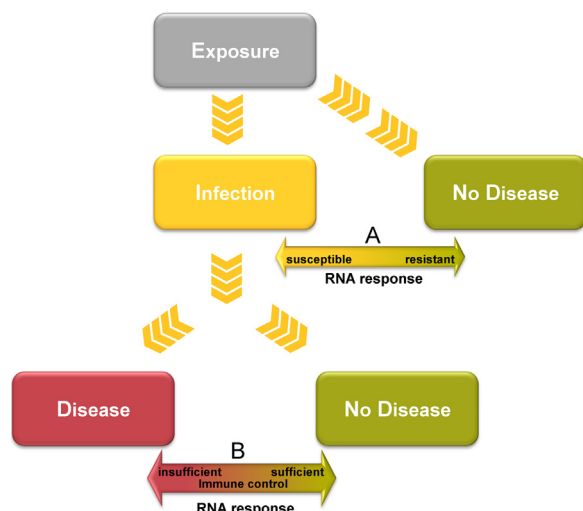 Exposure
Infection
No Disease
A
susceptible resistant
RNA response
Disease
No Disease
B
insufficient sufficient
Immune control
RNA response